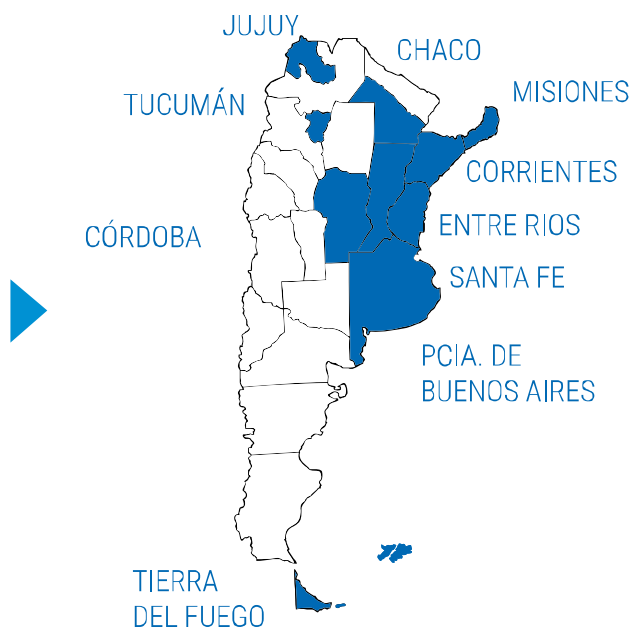 JUJUY
CHACO
MISIONES
TUCUMÁN
CORRIENTES
ENTRE RIOS
CÓRDOBA
SANTA FE
PCIA. DE
BUENOS AIRES
TIERRA
DEL FUEGO